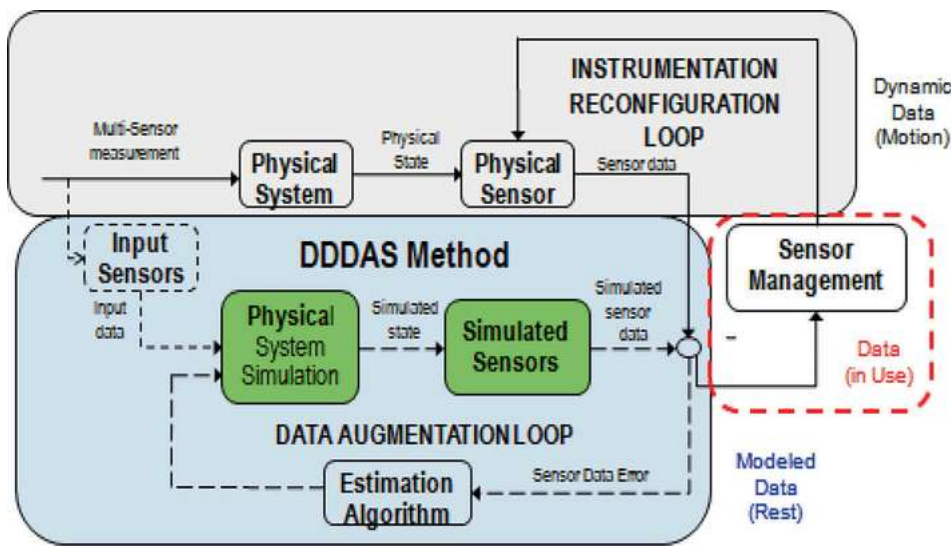 INSTRUMENTATION
RECONFIGURATION
LOOP
Dynamic
Data
(Motion)
Multi-Sensor
measurement
Physical
System
Physical
State
Physical
Sensor
Sensor data
Input
Sensors
DDDAS Method
Sensor
Management
Input
data
Physical
System
Simulation
Simulated
state
Simulated
Sensors
Simulated
sensor
data
–
Data
(in Use)
DATA AUGMENTATION LOOP
Estimation
Algorithm
Sensor Data Error
Modeled
Data
(Rest)